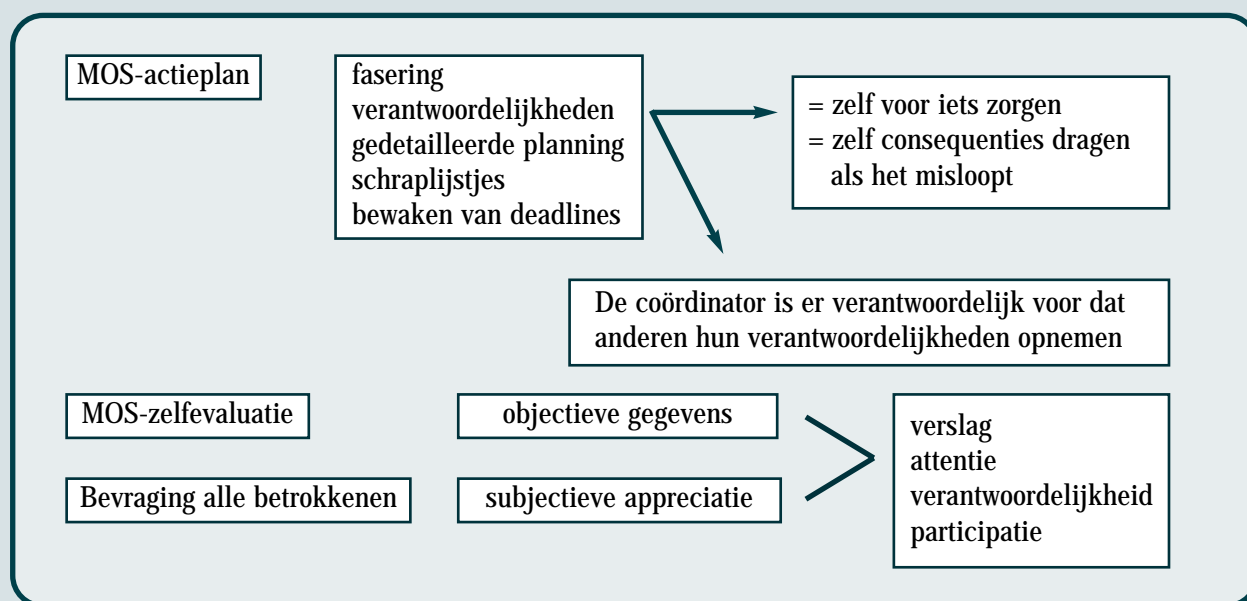 MOS-actieplan
fasering
verantwoordelijkheden
gedetailleerde planning
schraplijstjes
bewaken van deadlines
= zelf voor iets zorgen
= zelf consequenties dragen
als het misloopt
De coördinator is er verantwoordelijk voor dat
anderen hun verantwoordelijkheden opnemen
MOS-zelfevaluatie
objectieve gegevens
Bevraging alle betrokkenen
subjectieve appreciatie
verslag
attentie
verantwoordelijkheid
participatie